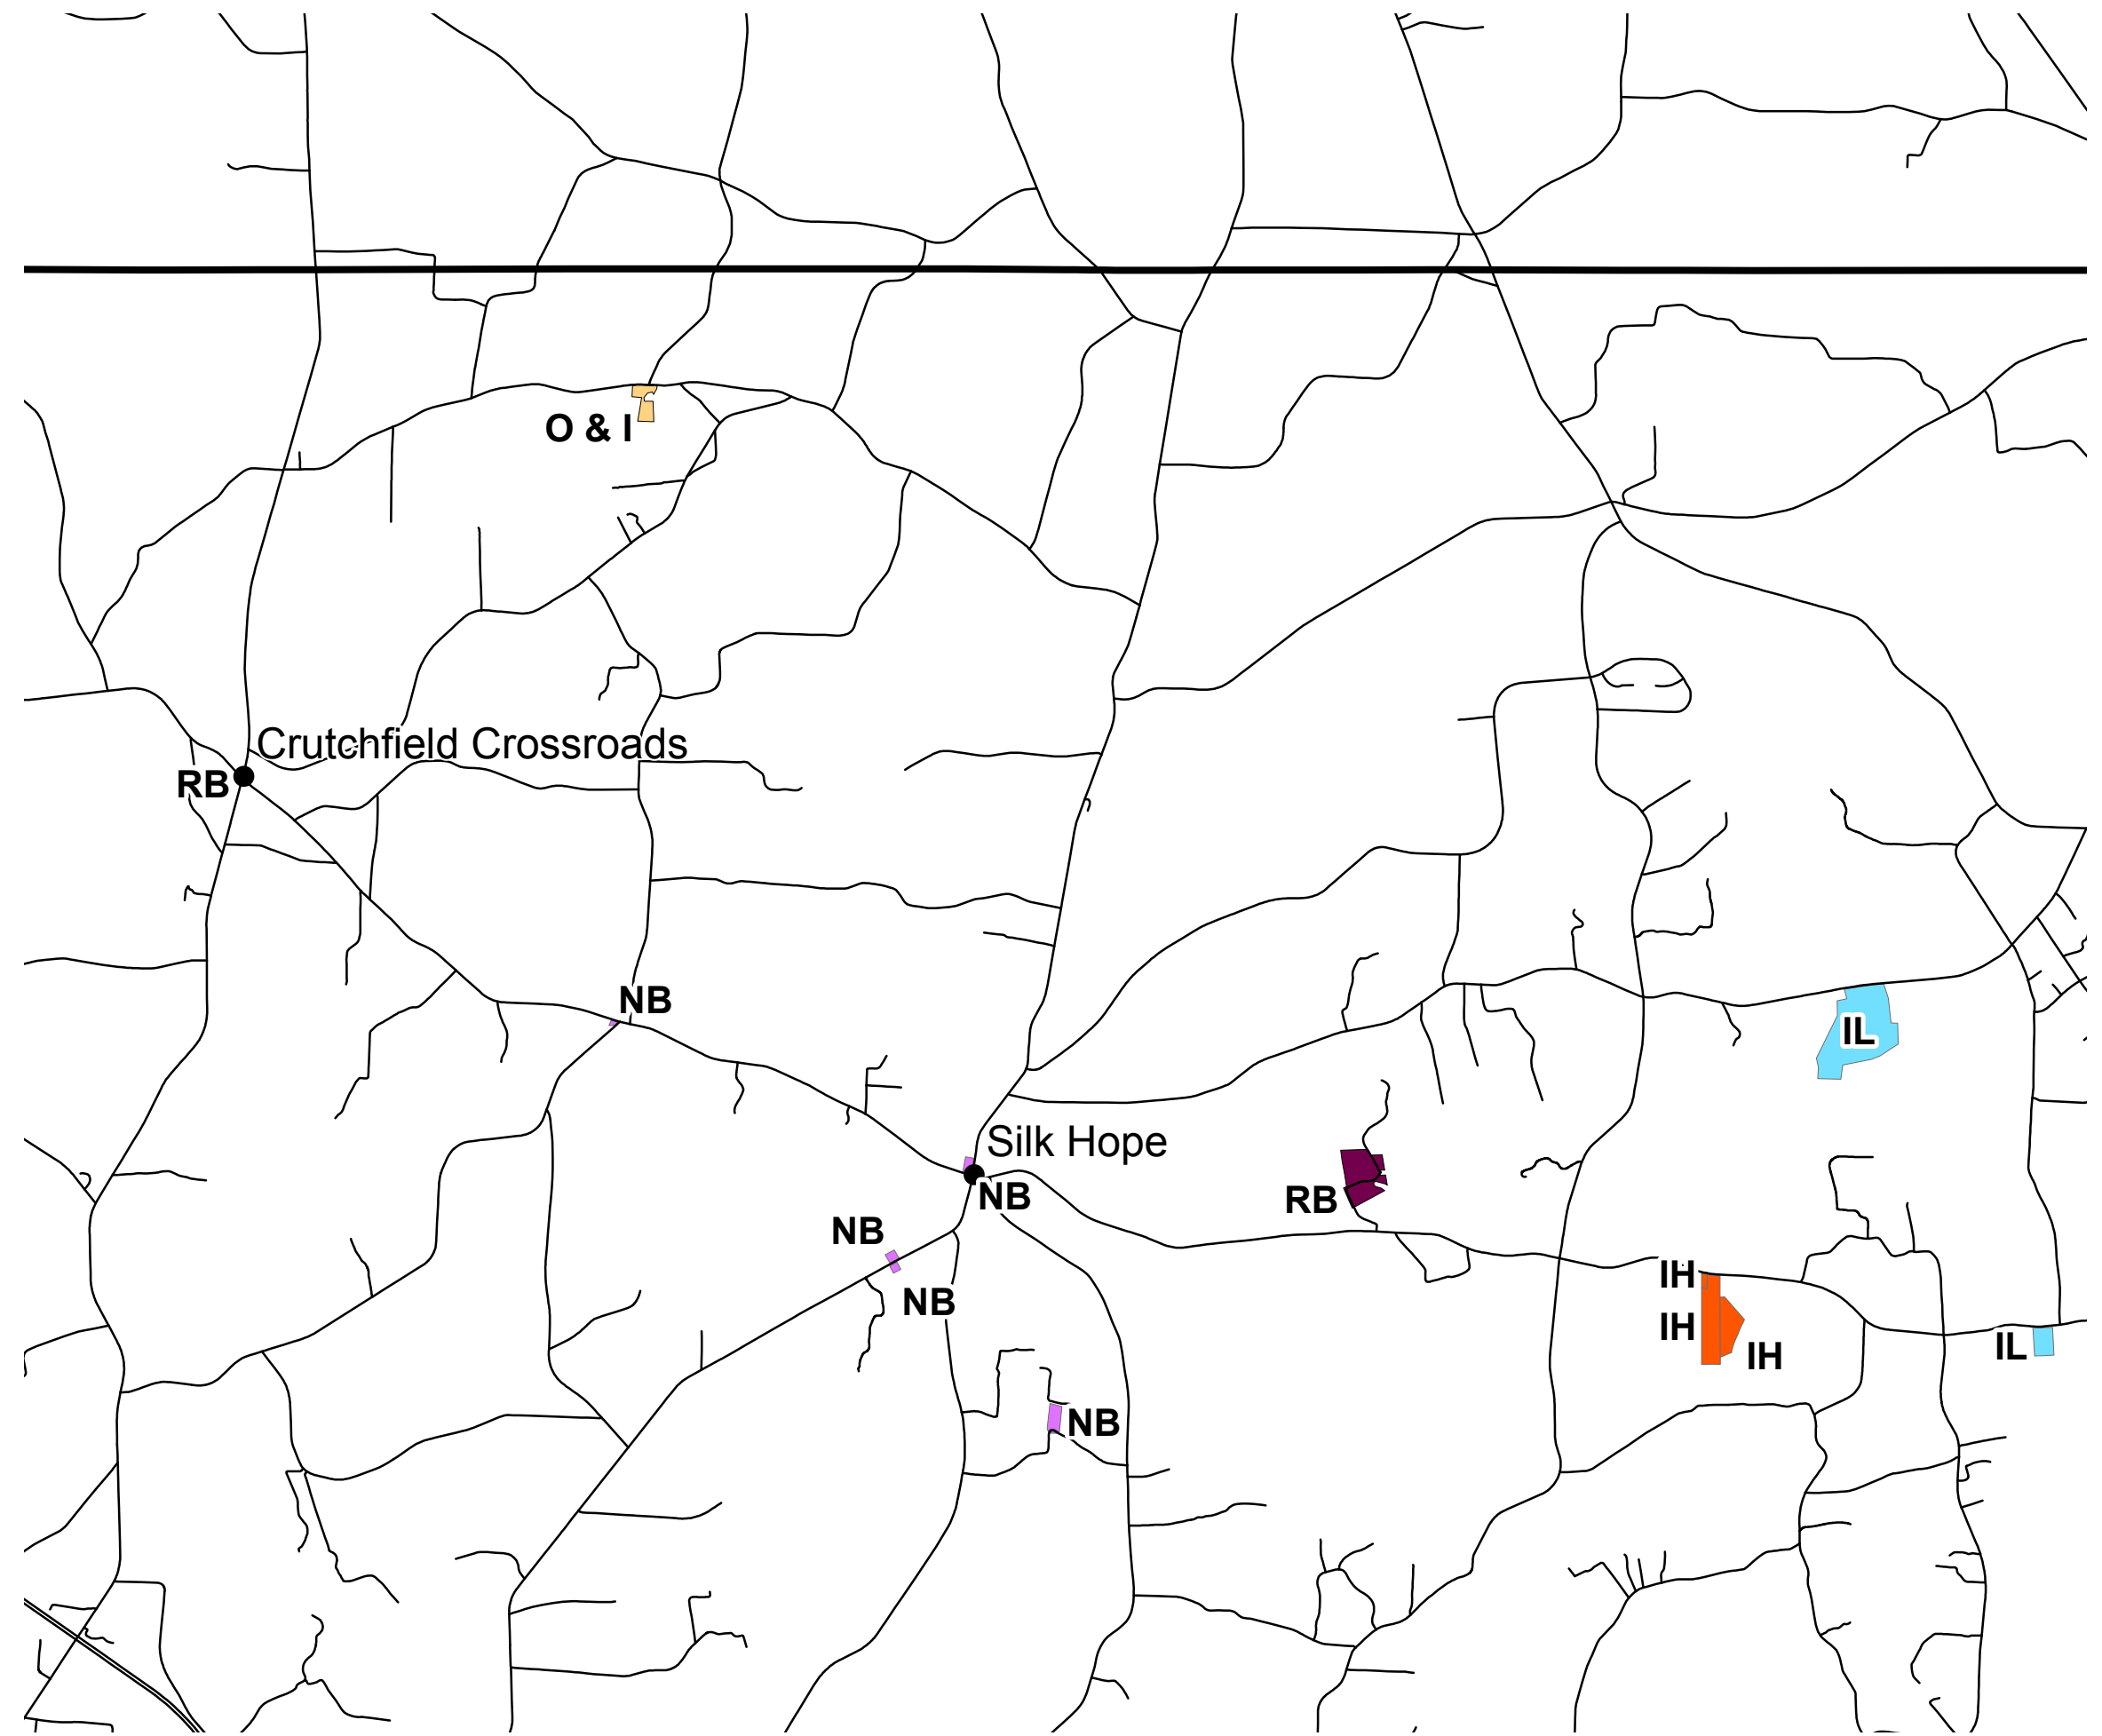 O & I
Crutchfield Crossroads
RB
NB
IL
Silk Hope
NB
RB
NB
IH
NB
IH
IL
IH
NB